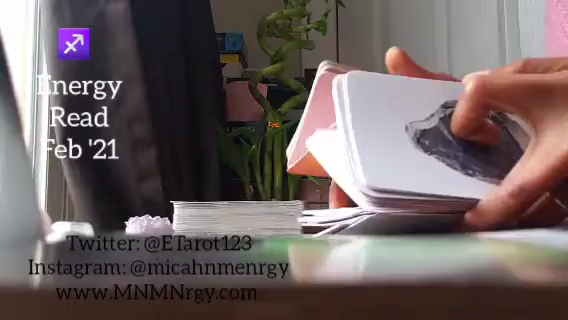 ♐
Energy
Read
Feb '21
Twitter: @ETarot123
Instagram: @micahnmenrgy
www.MNMNrgy.com